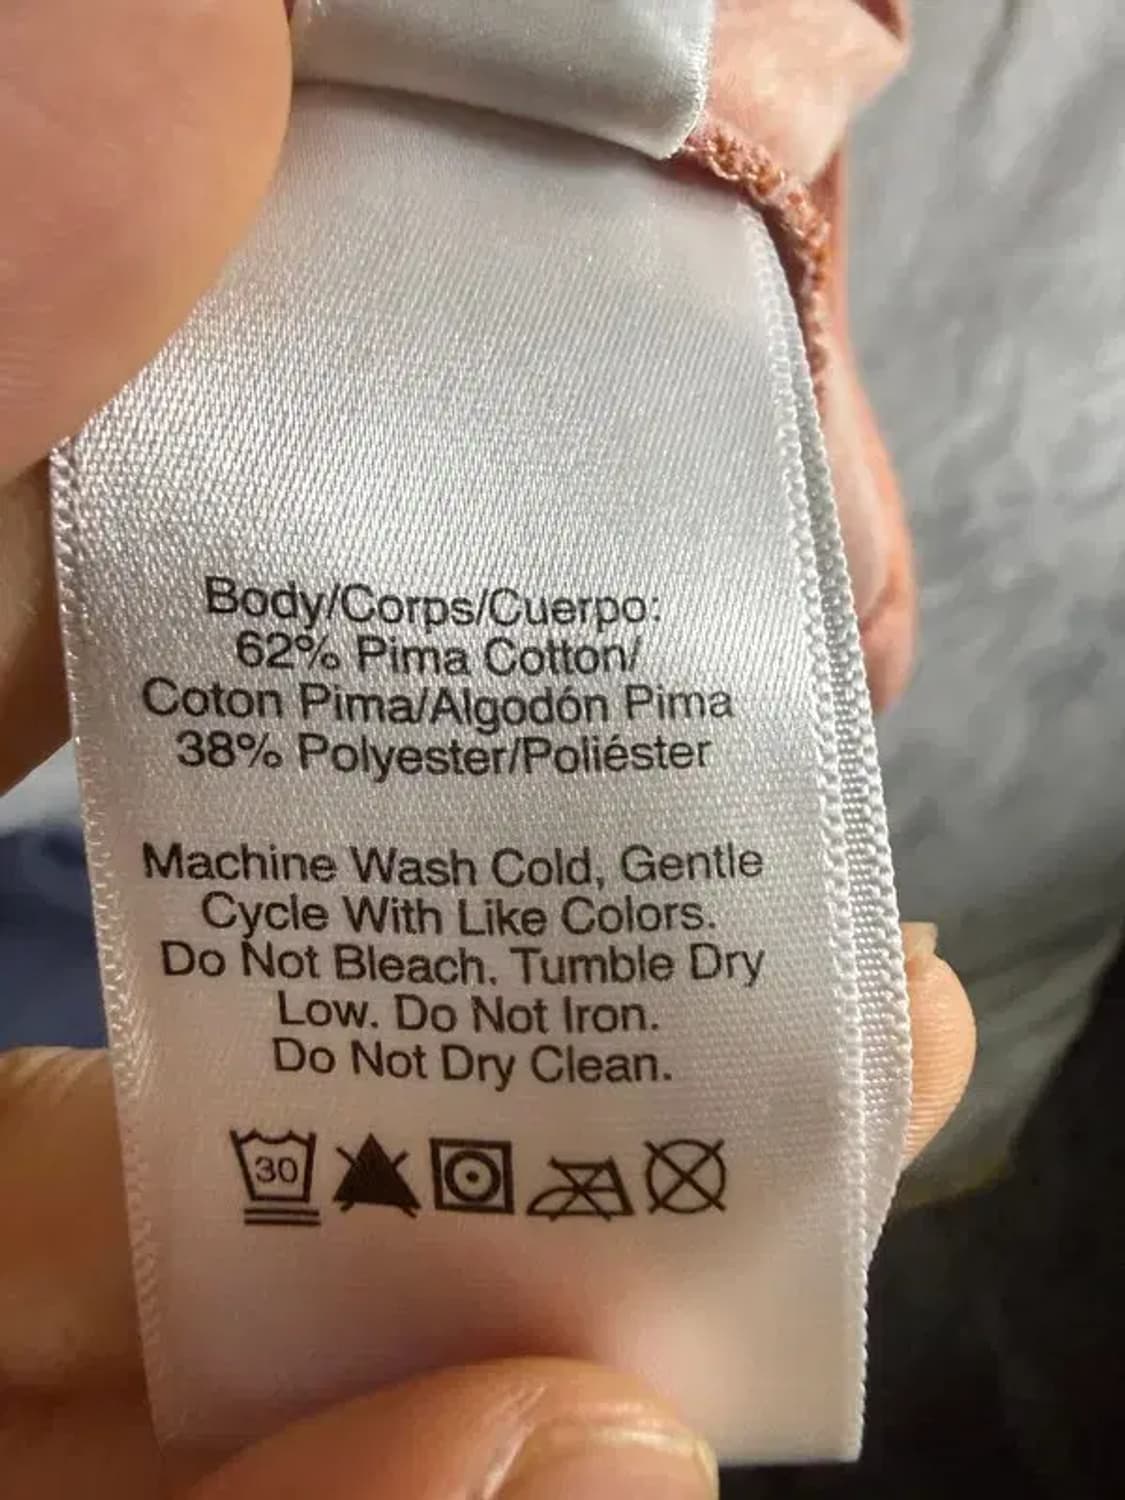 Body/Corps/Cuerpo:
62% Pima Cotton/
Coton Pima/Algodón Pima
38% Polyester/Poliéster
Machine Wash Cold, Gentle
Cycle With Like Colors.
Do Not Bleach. Tumble Dry
Low. Do Not Iron.
Do Not Dry Clean.
30